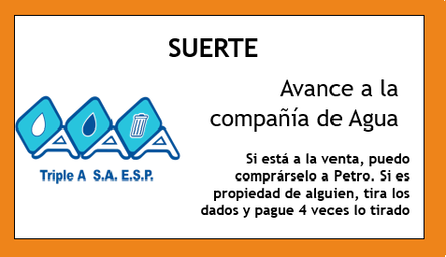 SUERTE
Avance a la
compañía de Agua
AAA
Triple A S.A. E.S.P.
Si está a la venta, puedo
comprárselo a Petro. Si es
propiedad de alguien, tira los
dados y pague 4 veces lo tirado